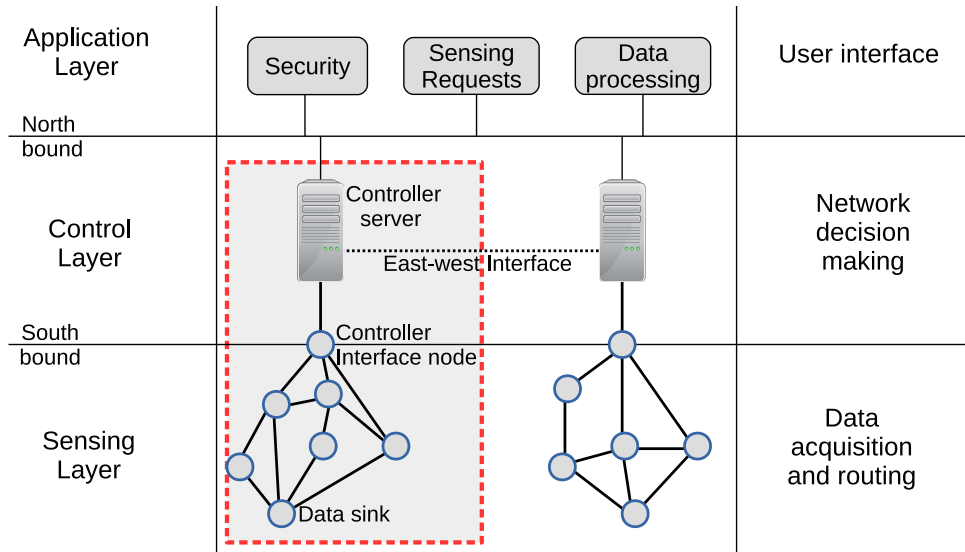 Application
Layer
Security
Sensing
Requests
Data
processing
User interface
North
bound
Control
Layer
Controller
server
East-west Interface
Network
decision
making
South
bound
Controller
Interface node
Sensing
Layer
Data sink
Data
acquisition
and routing